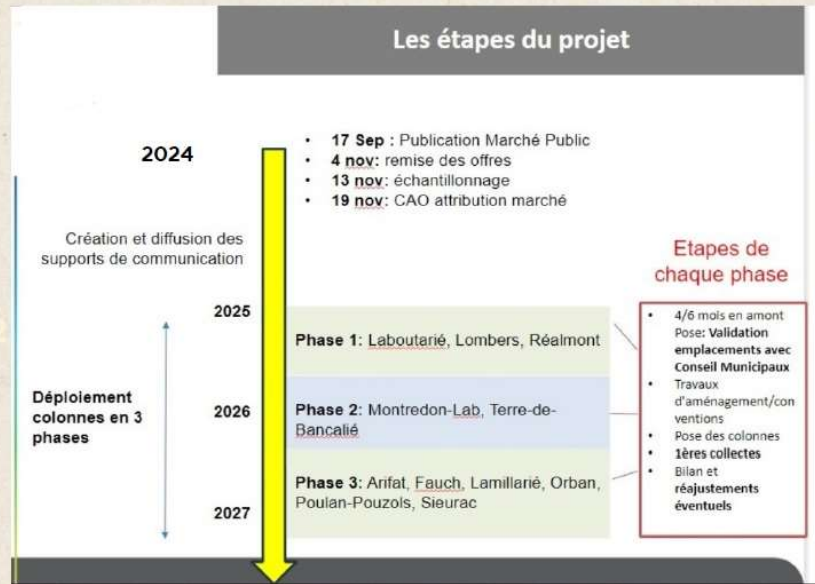 Les étapes du projet
2024
• 17 Sep : Publication Marché Public
• 4 nov: remise des offres
• 13 nov: échantillonnage
• 19 nov: CAO attribution marché
Création et diffusion des
supports de communication
Etapes de
chaque phase
2025
Phase 1: Laboutarié, Lombers, Réalmont
Déploiement
colonnes en 3
phases
2026
Phase 2: Montredon-Lab, Terre-de-
Bancalié
Phase 3: Arifat, Fauch, Lamillarié, Orban,
Poulan-Pouzols, Sieurac
2027
• 4/6 mois en amont
Pose: Validation
emplacements avec
Conseil Municipaux
• Travaux
d'aménagement/con
ventions
• Pose des colonnes
• 1ères collectes
• Bilan et
réajustements
éventuels